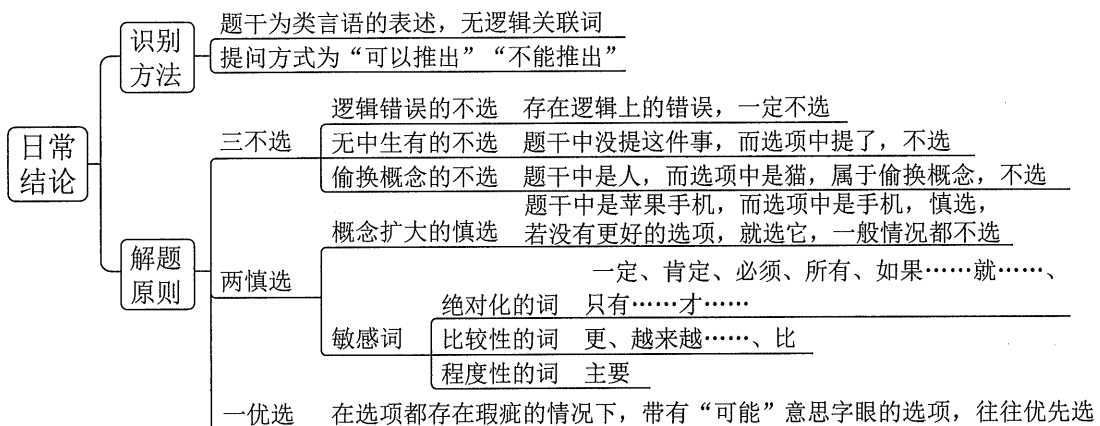 日常
结论
识别
方法
题干为类言语的表述，无逻辑关联词
提问方式为“可以推出”“不能推出”
解题
原则
三不选
逻辑错误的不选 存在逻辑上的错误，一定不选
无中生有的不选 题干中没提这件事，而选项中提了，不选
偷换概念的不选 题干中是人，而选项中是猫，属于偷换概念，不选
两慎选
概念扩大的慎选
题干中是苹果手机，而选项中是手机，慎选，
若没有更好的选项，就选它，一般情况都不选
敏感词
绝对化的词
一定、肯定、必须、所有、如果……就……、
只有……才……
比较性的词 更、越来越……、比
程度性的词 主要
一优选 在选项都存在瑕疵的情况下，带有“可能”意思字眼的选项，往往优先选